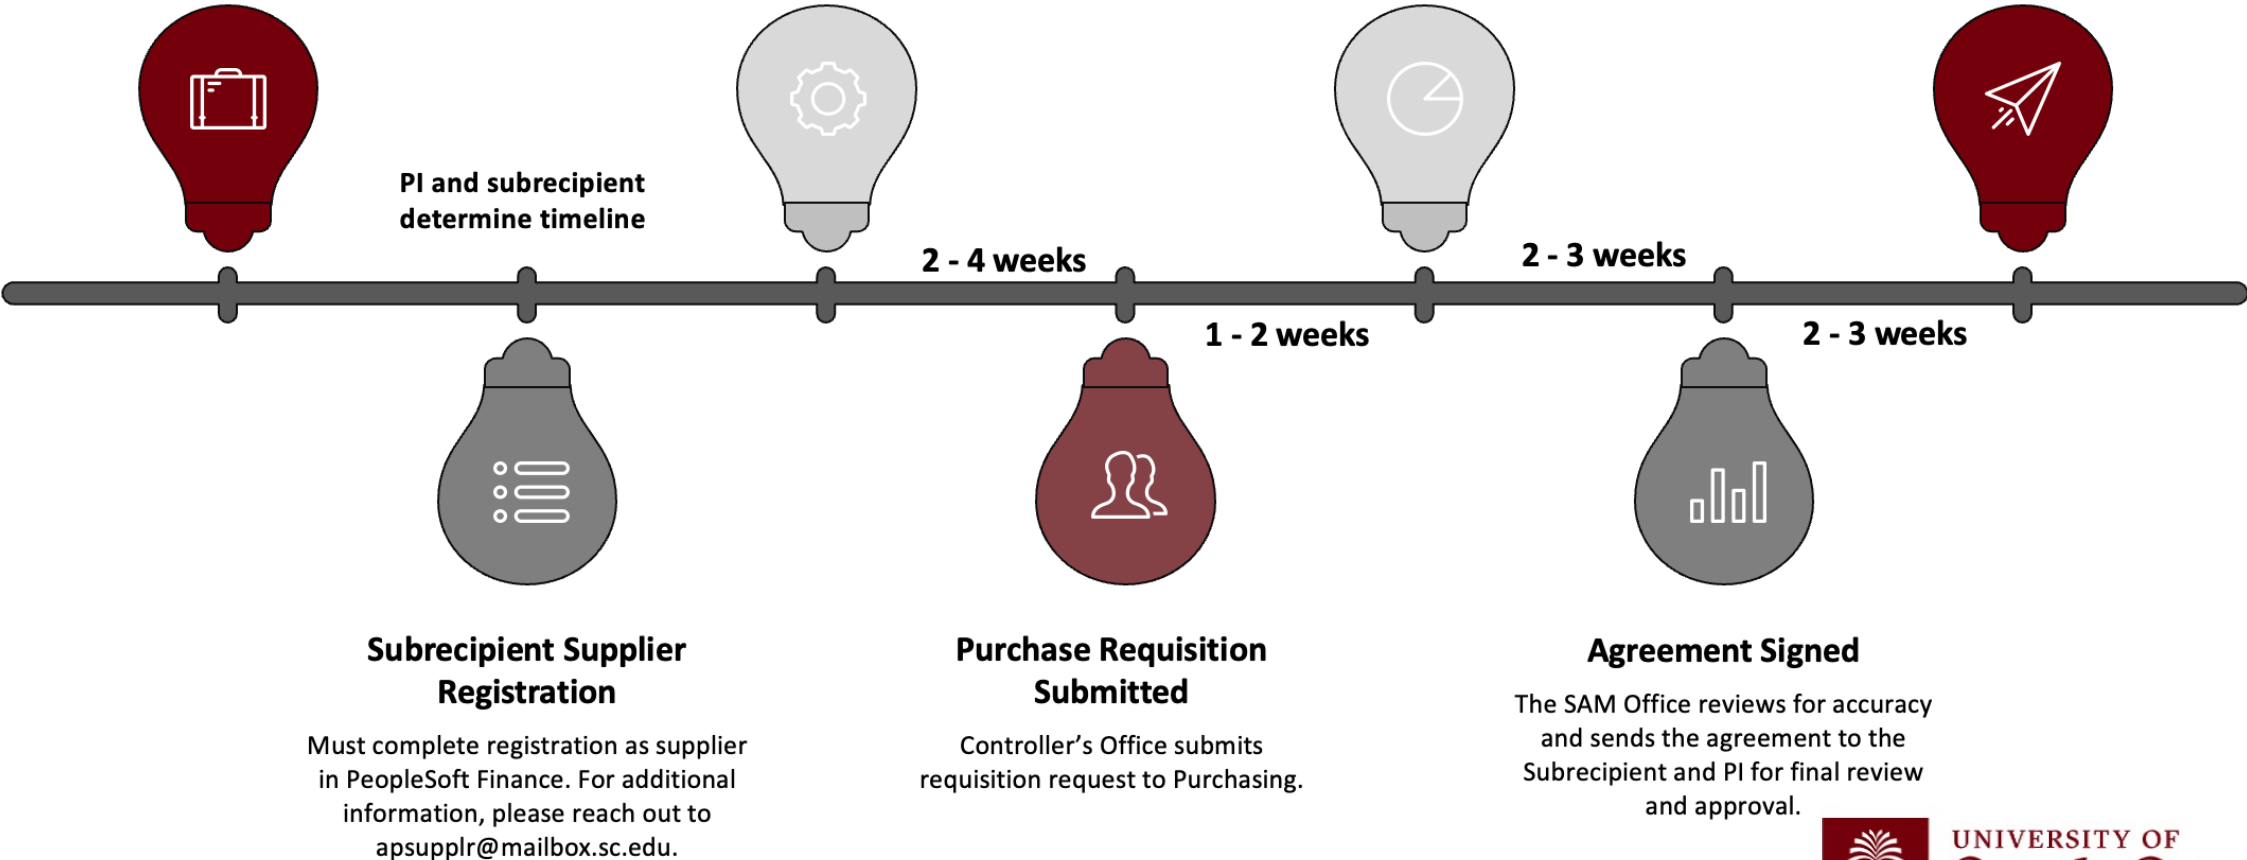 PI and subrecipient
determine timeline
2 - 4 weeks
2 - 3 weeks
1 - 2 weeks
2 - 3 weeks
Subrecipient Supplier
Registration
Must complete registration as supplier
in PeopleSoft Finance. For additional
information, please reach out to
apsupplr@mailbox.sc.edu.
Purchase Requisition
Submitted
Controller’s Office submits
requisition request to Purchasing.
Agreement Signed
The SAM Office reviews for accuracy
and sends the agreement to the
Subrecipient and PI for final review
and approval.
UNIVERSITY OF